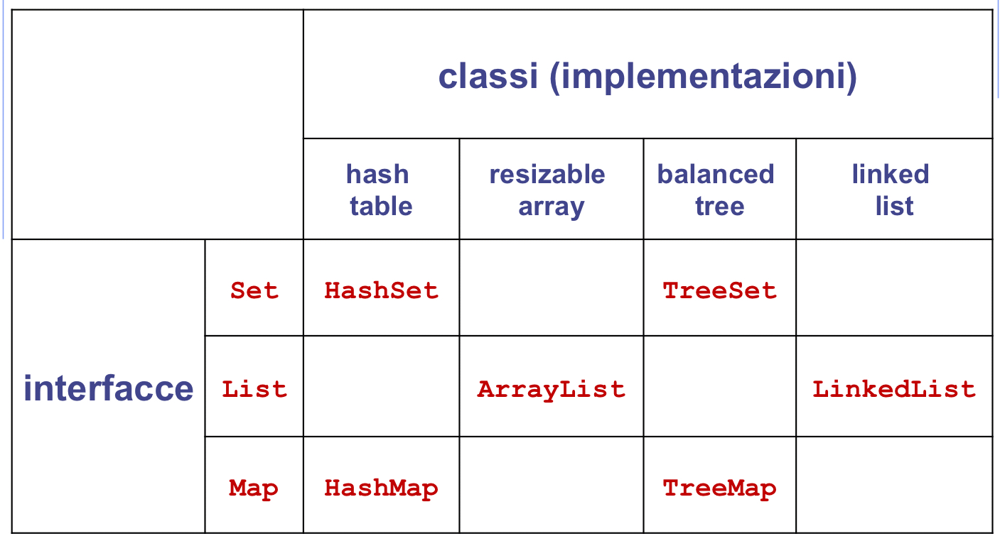 classi (implementazioni)
hash
table
resizable
array
balanced
tree
linked
list
interfacce
Set
HashSet
TreeSet
List
ArrayList
LinkedList
Map
HashMap
TreeMap